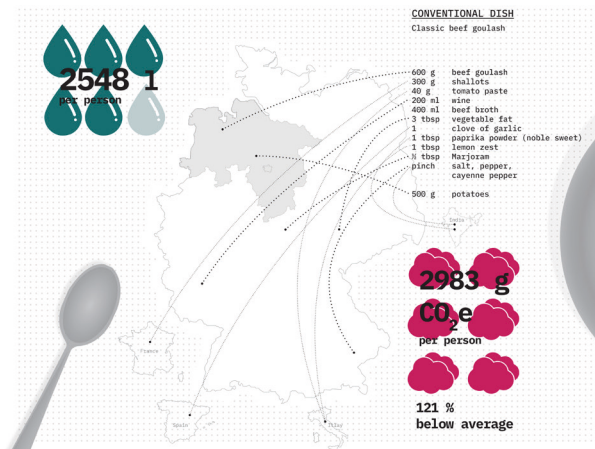 CONVENTIONAL DISH
Classic beef goulash
600 g beef goulash
300 g shallots
40 g tomato paste
200 ml wine
400 ml beef broth
3 tbsp vegetable fat
1 clove of garlic
1 tbsp paprika powder (noble sweet)
1 tbsp lemon zest
½ tbsp Marjoram
pinch salt, pepper,
cayenne pepper
500 g potatoes
2548 l
per person
India
2983 g
CO₂e
per person
France
121 %
below average
Spain
Italy